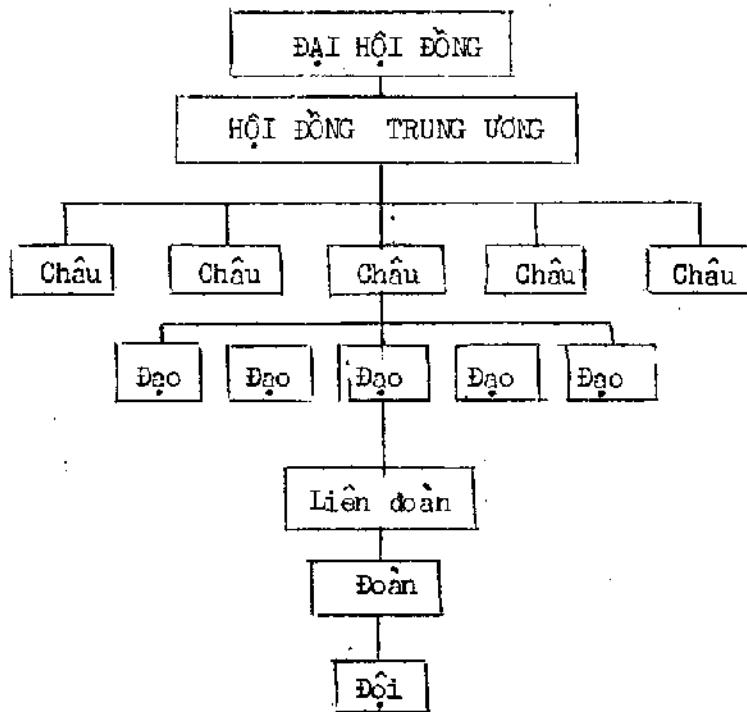 ĐẠI HỘI ĐỒNG
HỘI ĐỒNG TRUNG ƯƠNG
Châu Châu Châu Châu Châu
Đạo Đạo Đạo Đạo Đạo
Liên đoàn
Đoàn
Đội